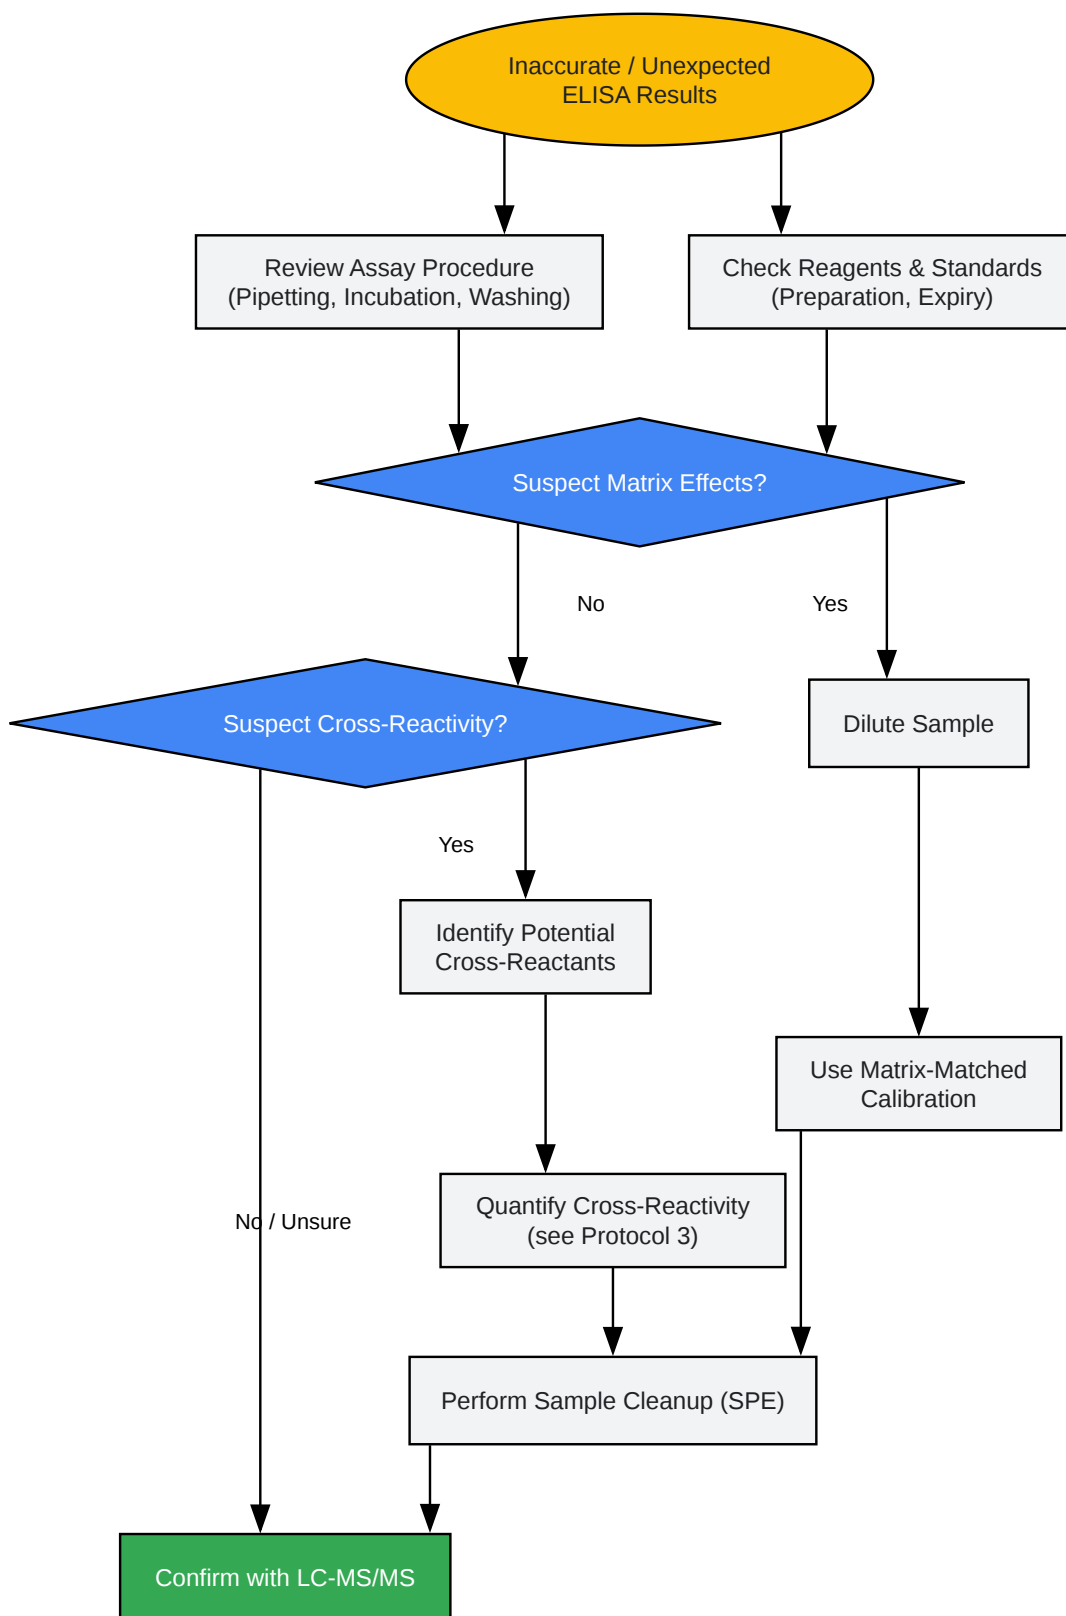 Inaccurate / Unexpected
ELISA Results
Review Assay Procedure
(Pipetting, Incubation, Washing)
Check Reagents & Standards
(Preparation, Expiry)
Suspect Matrix Effects?
No
Yes
Suspect Cross-Reactivity?
Dilute Sample
Yes
Identify Potential
Cross-Reactants
Use Matrix-Matched
Calibration
Quantify Cross-Reactivity
(see Protocol 3)
No / Unsure
Perform Sample Cleanup (SPE)
Confirm with LC-MS/MS